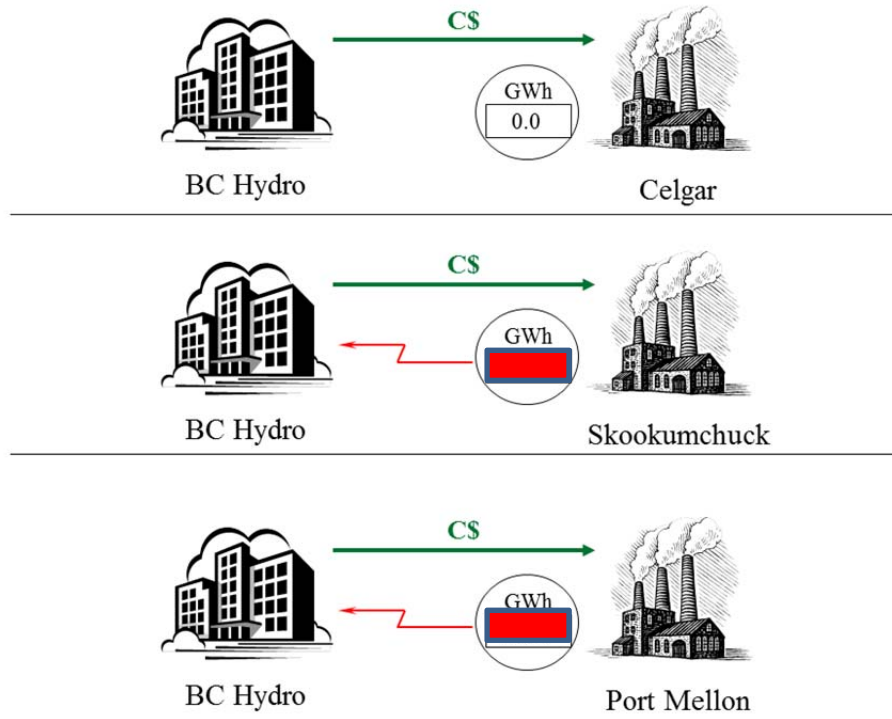 C$
GWh
0.0
BC Hydro
Celgar
C$
GWh
BC Hydro
Skookumchuck
C$
GWh
BC Hydro
Port Mellon